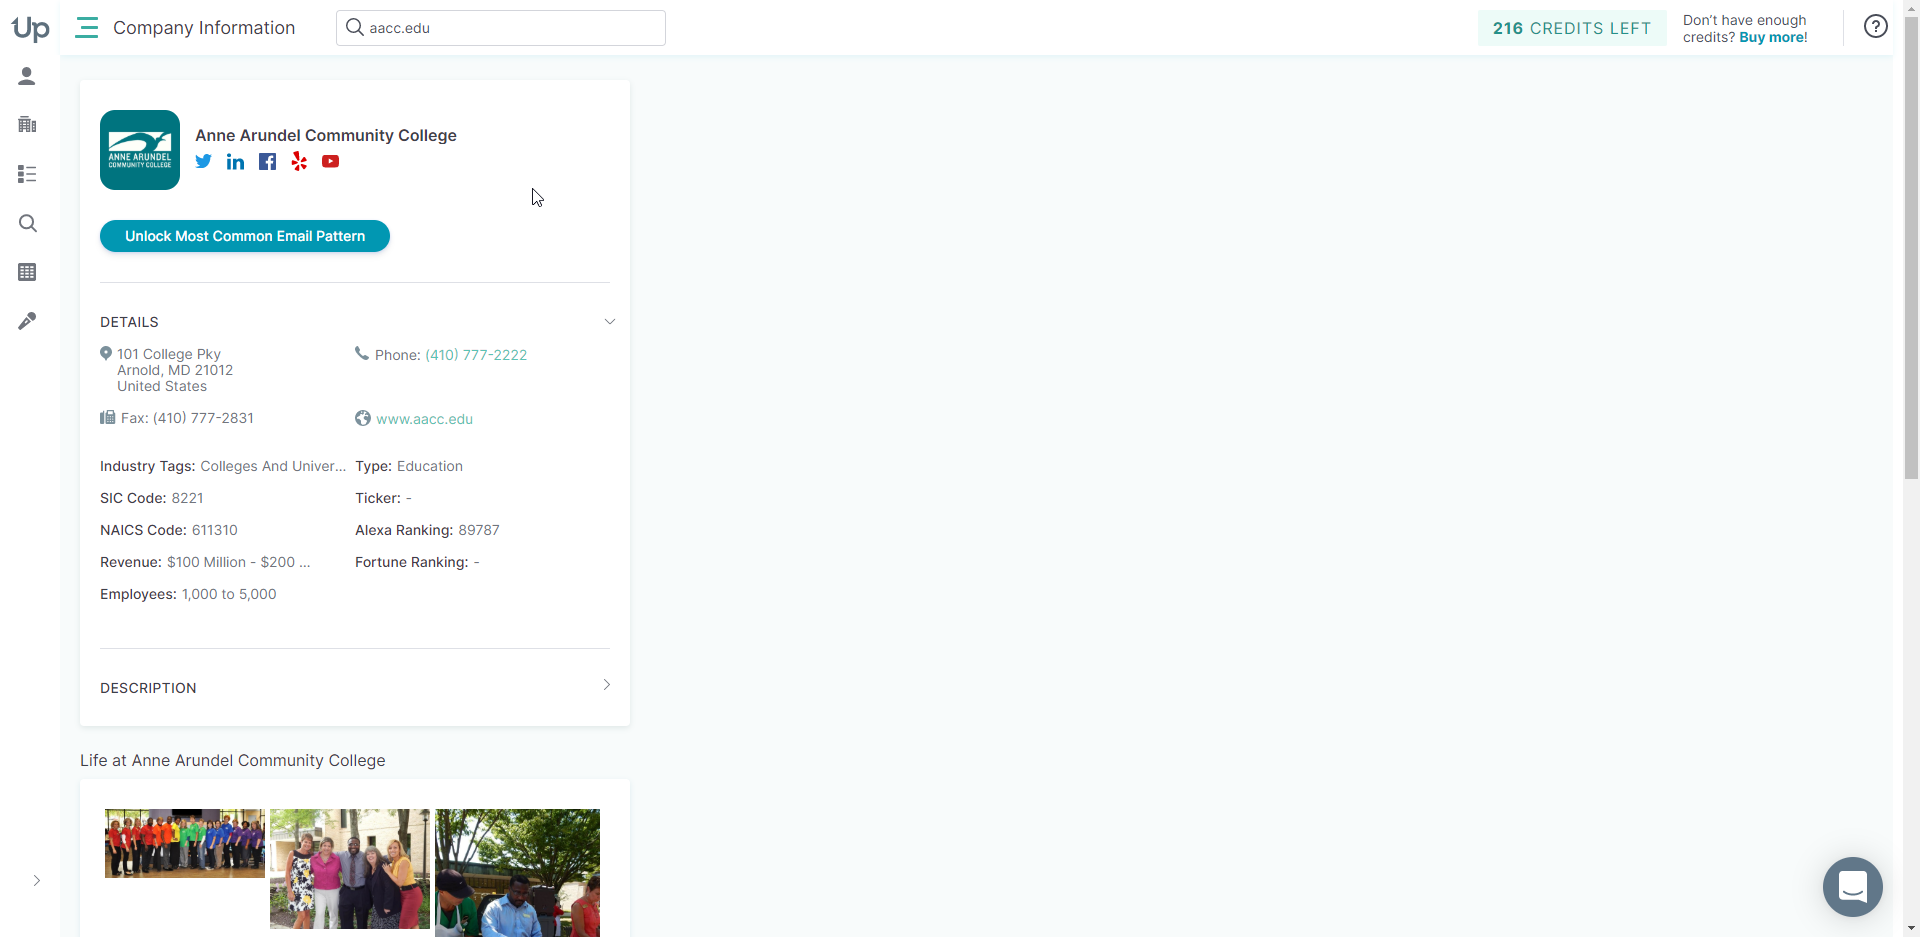 Up
Company Information
aacc.edu
216 CREDITS LEFT
Don't have enough
credits? Buy more!
ANNE ARUNDEL
COMMUNITY COLLEGE
Anne Arundel Community College
Unlock Most Common Email Pattern
DETAILS
101 College Pky
Arnold, MD 21012
United States
Phone: (410) 777-2222
Fax: (410) 777-2831
www.aacc.edu
Industry Tags: Colleges And Univer...
Type: Education
SIC Code: 8221
Ticker: -
NAICS Code: 611310
Alexa Ranking: 89787
Revenue: $100 Million - $200 ...
Fortune Ranking: -
Employees: 1,000 to 5,000
DESCRIPTION
Life at Anne Arundel Community College